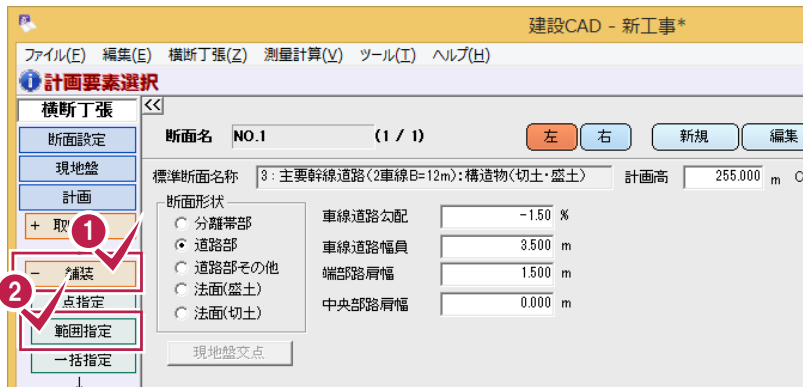 建設CAD - 新工事*
ファイル(F) 編集(E) 横断丁張(Z) 測量計算(V) ツール(T) ヘルプ(H)
計画要素選択
横断丁張 <<
断面設定
現地盤
計画
+ 取
1
- 舗装
2
点指定
範囲指定
一括指定
断面名 NO.1 (1 / 1) 左 右 新規 編集
標準断面名称 3:主要幹線道路(2車線B=12m):構造物(切土・盛土) 計画高 255.000 m
断面形状
分離帯部
道路部
道路部その他
法面(盛土)
法面(切土)
車線道路勾配 -1.50 %
車線道路幅員 3.500 m
端部路肩幅 1.500 m
中央部路肩幅 0.000 m
現地盤交点